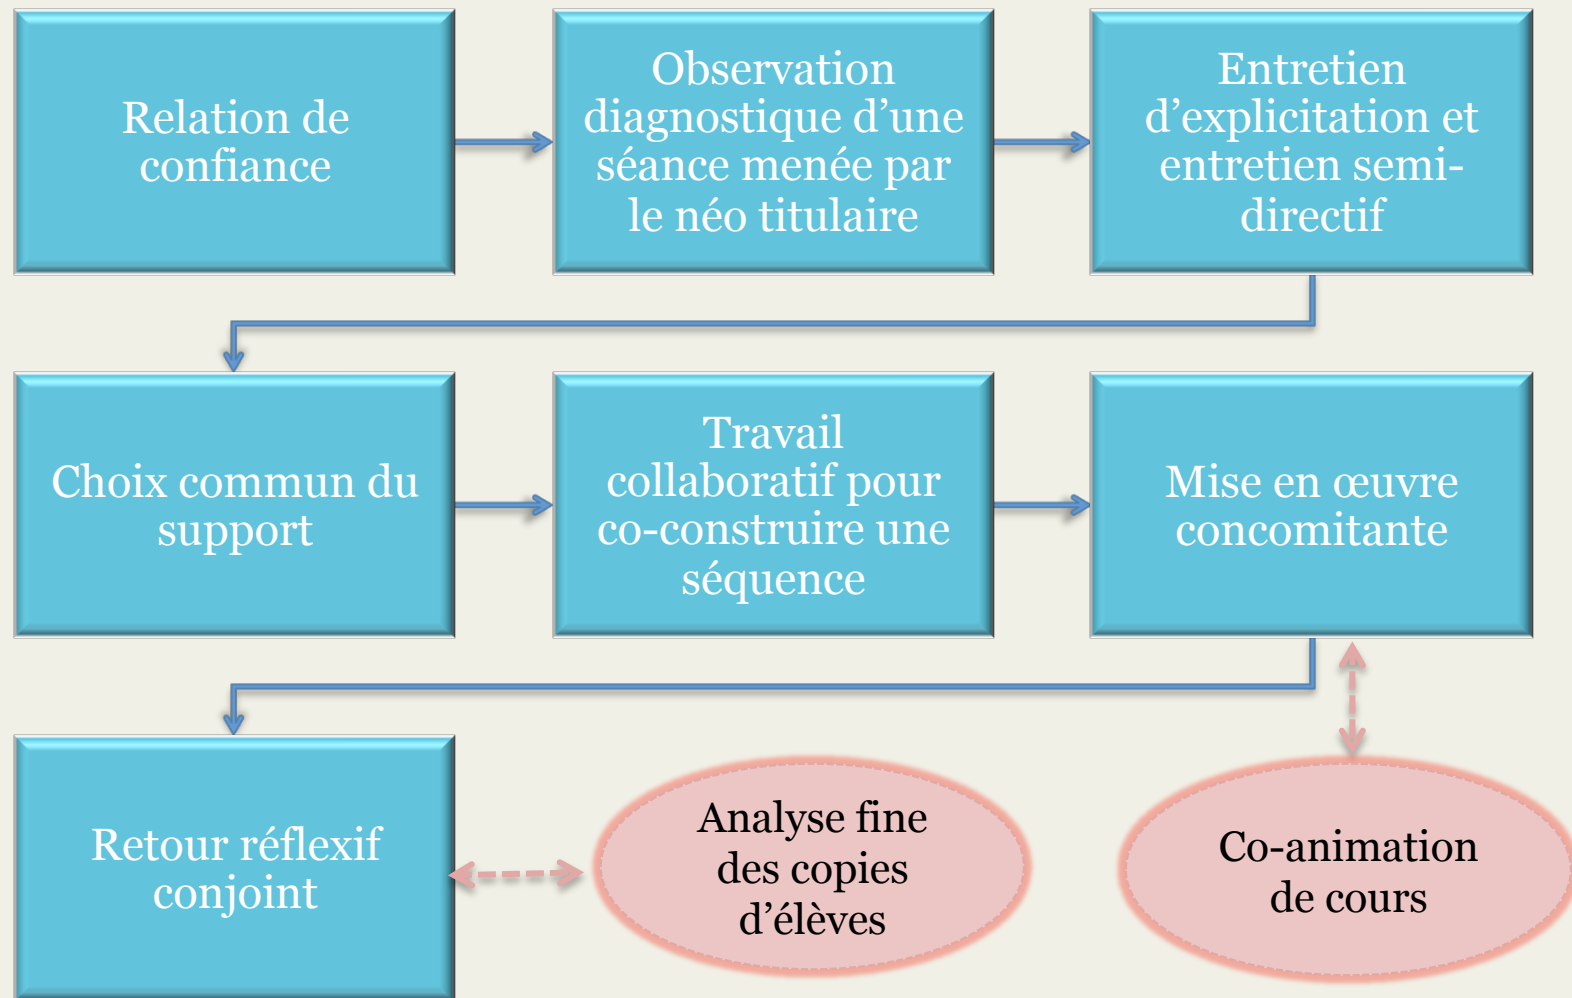 Relation de
confiance
Observation
diagnostique d’une
séance menée par
le néo titulaire
Entretien
d’explicitation et
entretien semi-
directif
Choix commun du
support
Travail
collaboratif pour
co-construire une
séquence
Mise en œuvre
concomitante
Retour réflexif
conjoint
Analyse fine
des copies
d’élèves
Co-animation
de cours